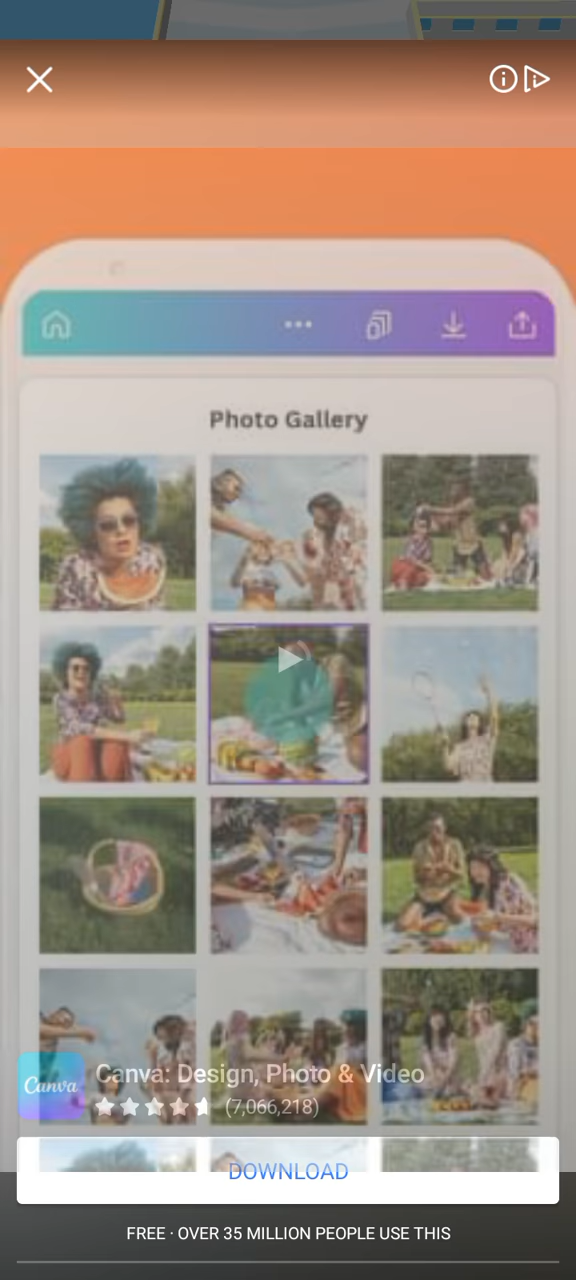 Photo Gallery
Canva
Canva: Design, Photo & Video
(7,066,218)
DOWNLOAD
FREE · OVER 35 MILLION PEOPLE USE THIS